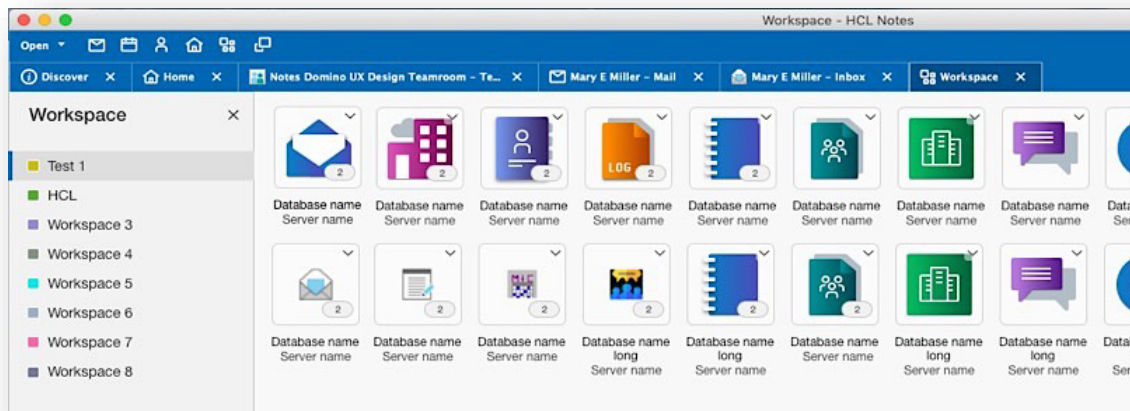 Workspace - HCL Notes
Open
Discover Home Notes Domino UX Design Teamroom - Te... Mary E Miller - Mail Mary E Miller - Inbox Workspace
Workspace
Test 1
HCL
Workspace 3
Workspace 4
Workspace 5
Workspace 6
Workspace 7
Workspace 8
2 2 2 LOG 2 2 2
Database name Database name Database name Database name Database name Database name Database name Database name
Server name Server name Server name Server name Server name Server name Server name Server name
2 2 2 2 2 2
Database name Database name Database name Database name Database name Database name Database name Database name
long long long long
Server name Server name Server name Server name Server name Server name Server name Server name